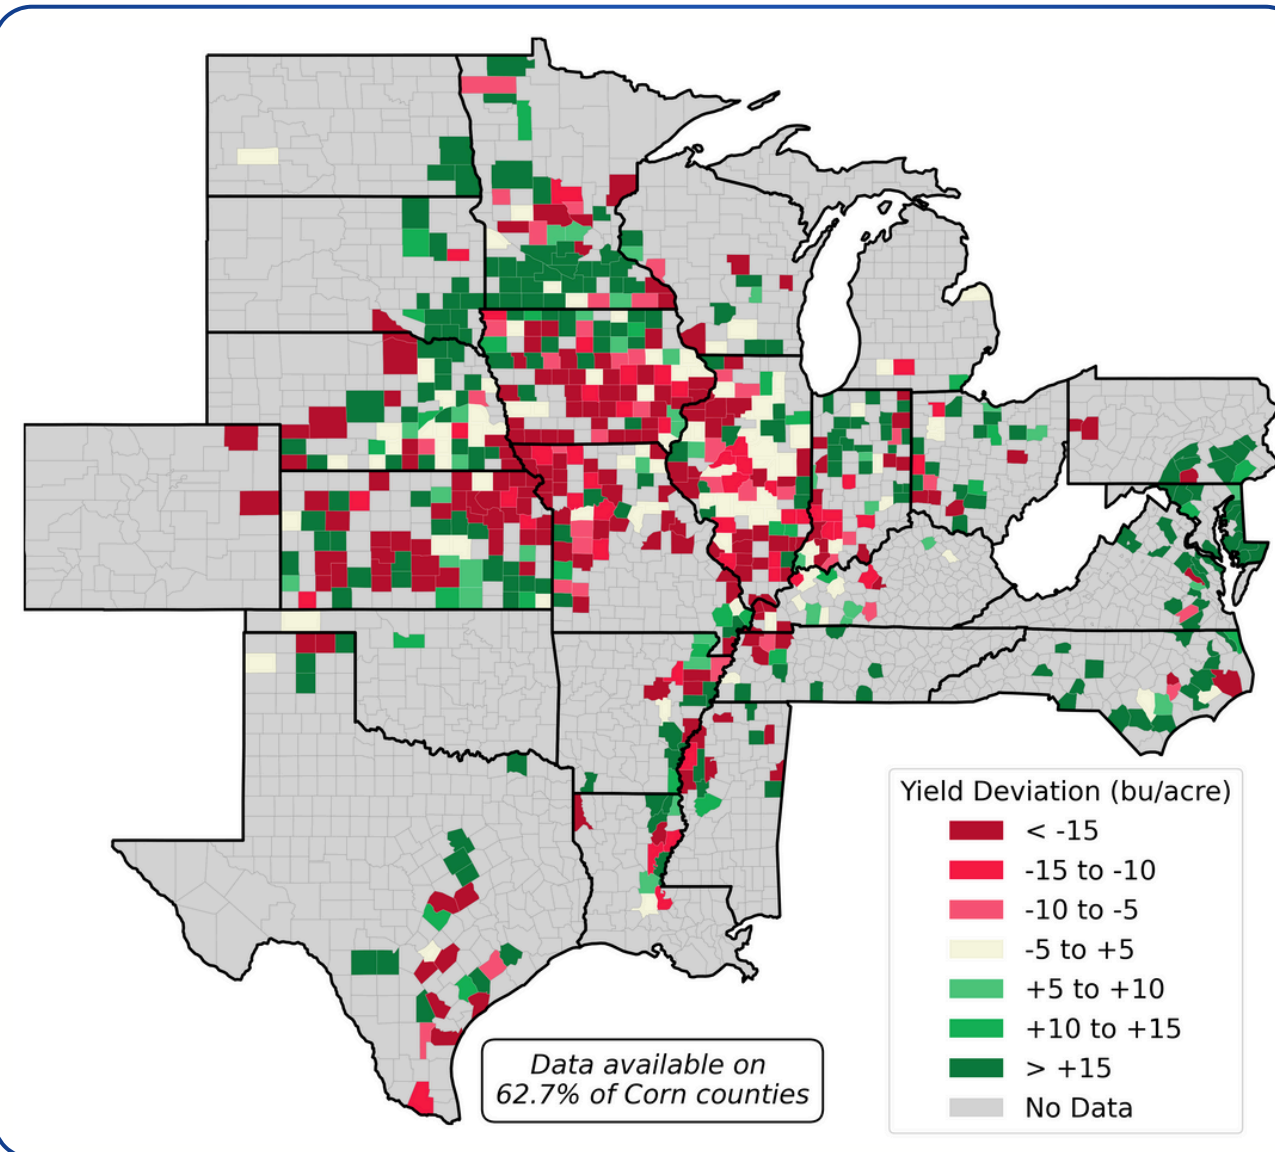 Yield Deviation (bu/acre)
< -15
-15 to -10
-10 to -5
-5 to +5
+5 to +10
+10 to +15
> +15
No Data
Data available on
62.7% of Corn counties